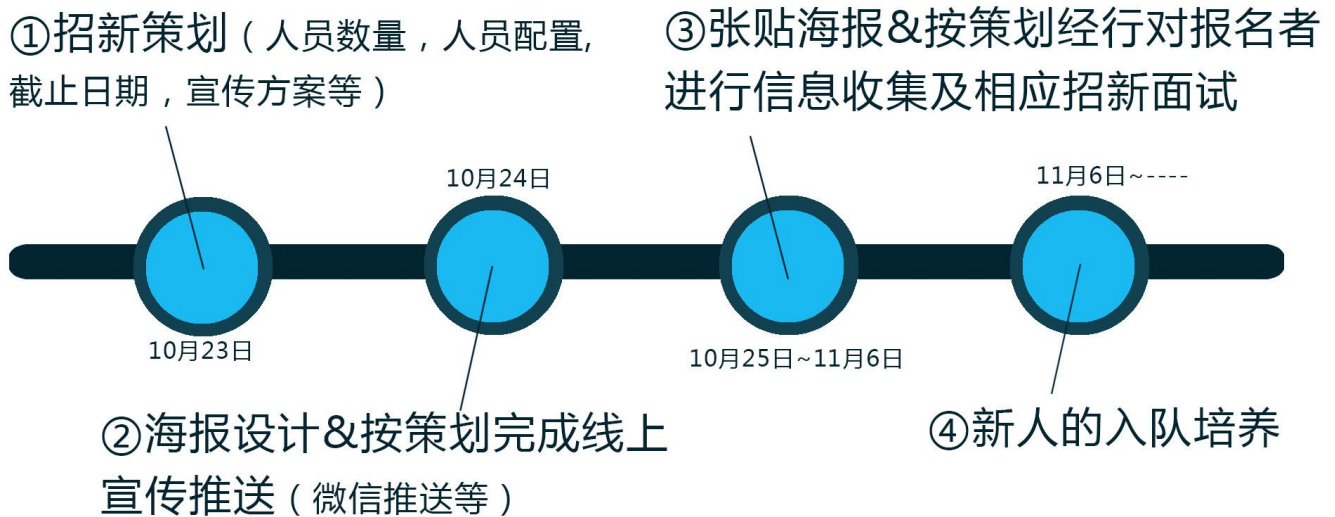 ①招新策划（人员数量，人员配置,
截止日期，宣传方案等）
10月23日
10月24日
②海报设计&按策划完成线上
宣传推送（微信推送等）
③张贴海报&按策划经行对报名者
进行信息收集及相应招新面试
10月25日~11月6日
11月6日~----
④新人的入队培养